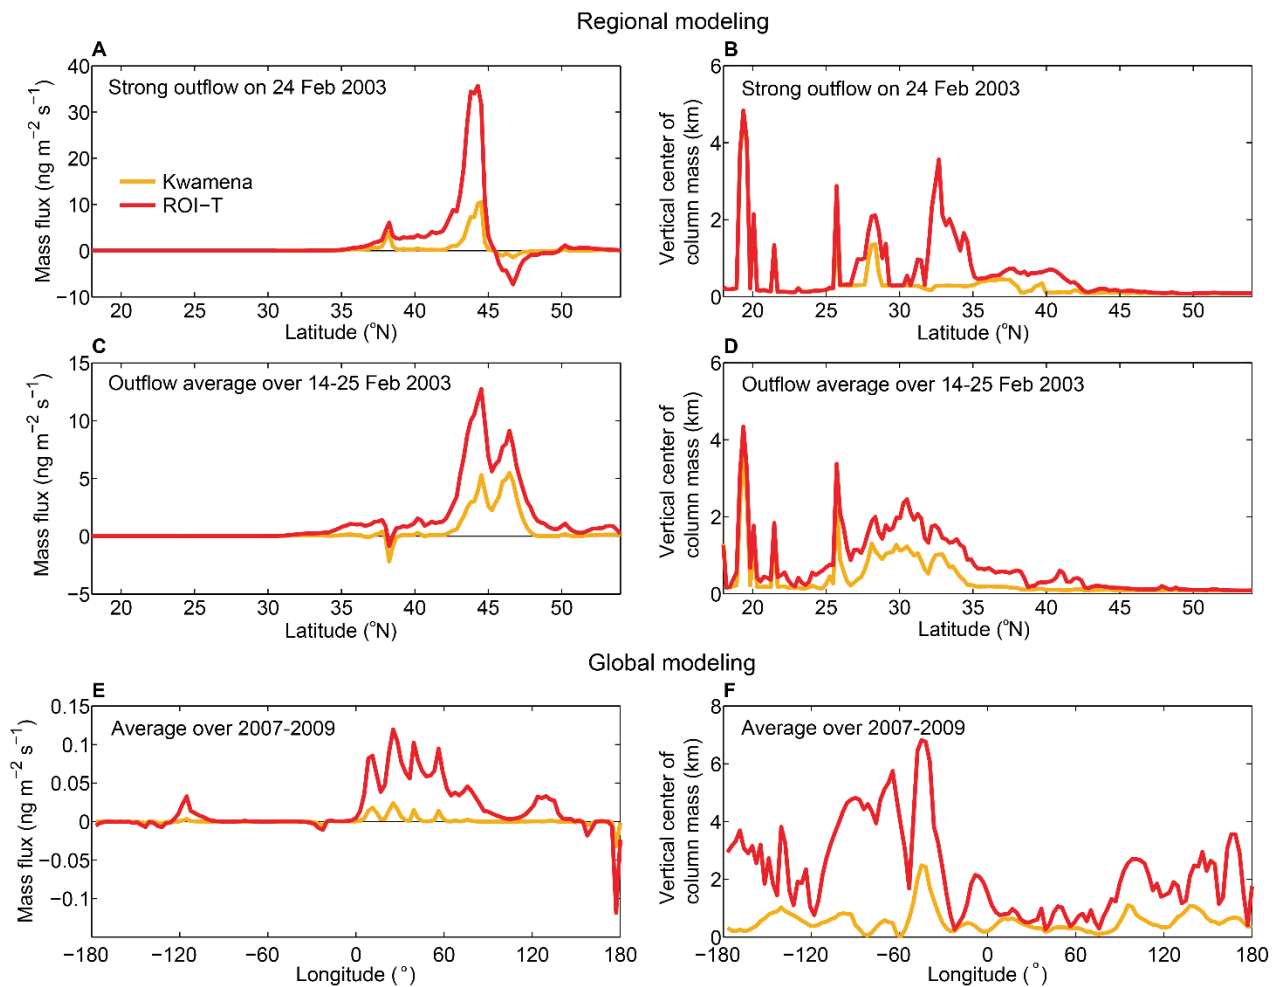 Regional modeling
A
Strong outflow on 24 Feb 2003
Kwamena
ROI−T
Mass flux (ng m−2 s−1)
40
30
20
10
0
−10
20 25 30 35 40 45 50
Latitude (°N)
B
Strong outflow on 24 Feb 2003
Vertical center of
column mass (km)
6
4
2
0
20 25 30 35 40 45 50
Latitude (°N)
C
Outflow average over 14-25 Feb 2003
Mass flux (ng m−2 s−1)
15
10
5
0
−5
20 25 30 35 40 45 50
Latitude (°N)
D
Outflow average over 14-25 Feb 2003
Vertical center of
column mass (km)
6
4
2
0
20 25 30 35 40 45 50
Latitude (°N)
Global modeling
E
Average over 2007-2009
Mass flux (ng m−2 s−1)
0.15
0.1
0.05
0
−0.05
−0.1
−180 −120 −60 0 60 120 180
Longitude (°)
F
Average over 2007-2009
Vertical center of
column mass (km)
8
6
4
2
0
−180 −120 −60 0 60 120 180
Longitude (°)